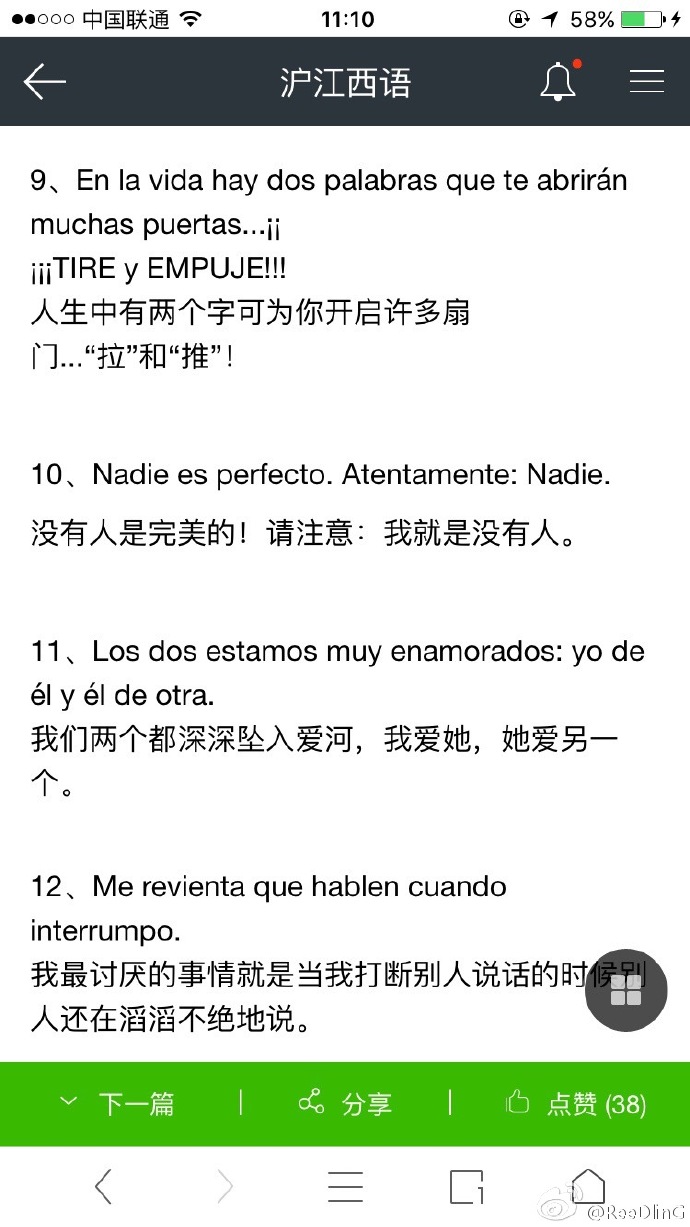 中国联通 11:10 58%
沪江西语
9、En la vida hay dos palabras que te abrirán
muchas puertas...¡¡
¡¡¡TIRE y EMPUJE!!!
人生中有两个字可为你开启许多扇
门...“拉”和“推”！
10、Nadie es perfecto. Atentamente: Nadie.
没有人是完美的！请注意：我就是没有人。
11、Los dos estamos muy enamorados: yo de
él y él de otra.
我们两个都深深坠入爱河，我爱她，她爱另一
个。
12、Me revienta que hablen cuando
interrumpo.
我最讨厌的事情就是当我打断别人说话的时候别
人还在滔滔不绝地说。
下一篇 分享 点赞 (38)
1
@ReeDlinG